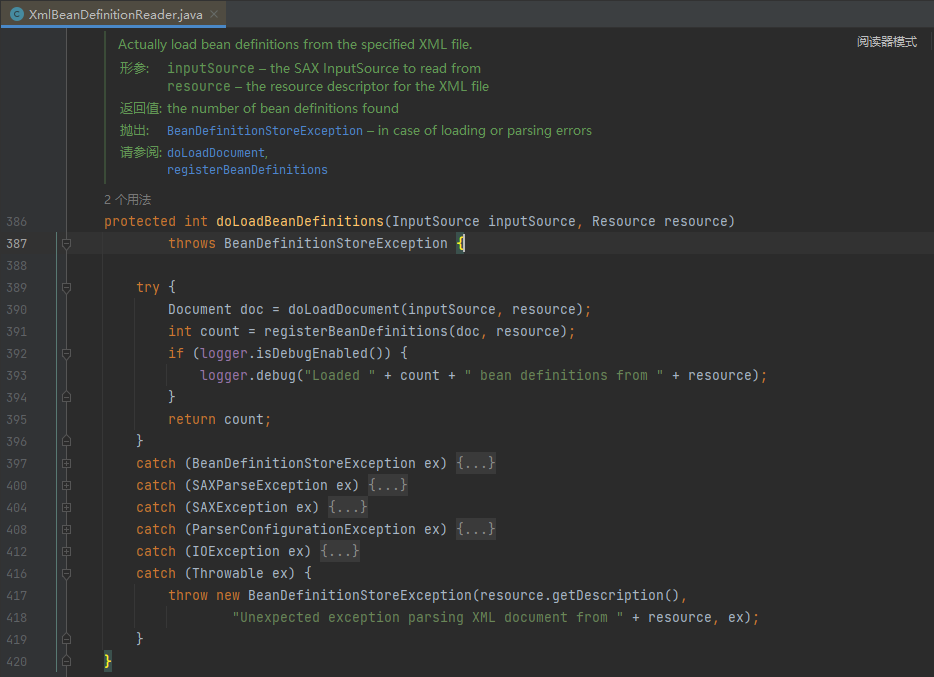 XmlBeanDefinitionReader.java
阅读器模式
Actually load bean definitions from the specified XML file.
形参: inputSource – the SAX InputSource to read from
resource – the resource descriptor for the XML file
返回值: the number of bean definitions found
抛出: BeanDefinitionStoreException – in case of loading or parsing errors
请参阅: doLoadDocument,
registerBeanDefinitions
2 个用法
386 protected int doLoadBeanDefinitions(InputSource inputSource, Resource resource)
387 throws BeanDefinitionStoreException {
388
389 try {
390 Document doc = doLoadDocument(inputSource, resource);
391 int count = registerBeanDefinitions(doc, resource);
392 if (logger.isDebugEnabled()) {
393 logger.debug("Loaded " + count + " bean definitions from " + resource);
394 }
395 return count;
396 }
397 catch (BeanDefinitionStoreException ex) {...}
400 catch (SAXParseException ex) {...}
404 catch (SAXException ex) {...}
408 catch (ParserConfigurationException ex) {...}
412 catch (IOException ex) {...}
416 catch (Throwable ex) {
417 throw new BeanDefinitionStoreException(resource.getDescription(),
418 "Unexpected exception parsing XML document from " + resource, ex);
419 }
420 }